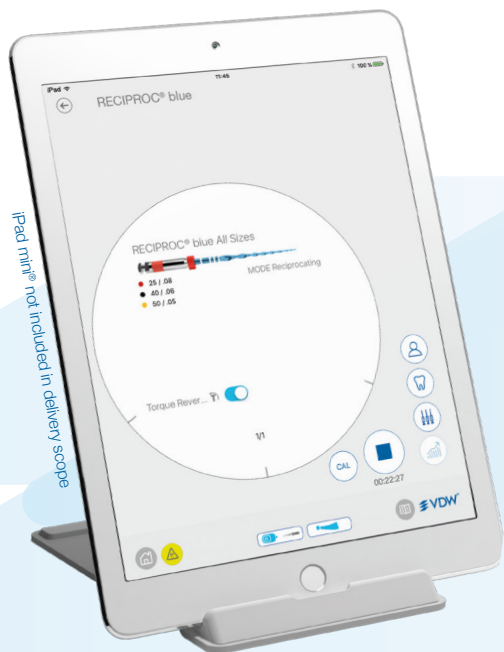 iPad
11:45
100 %
RECIPROC® blue
RECIPROC® blue All Sizes
MODE Reciprocating
25 / .08
40 / .06
50 / .05
Torque Rever...
1/1
CAL
00:22:27
VDW
iPad mini® not included in delivery scope